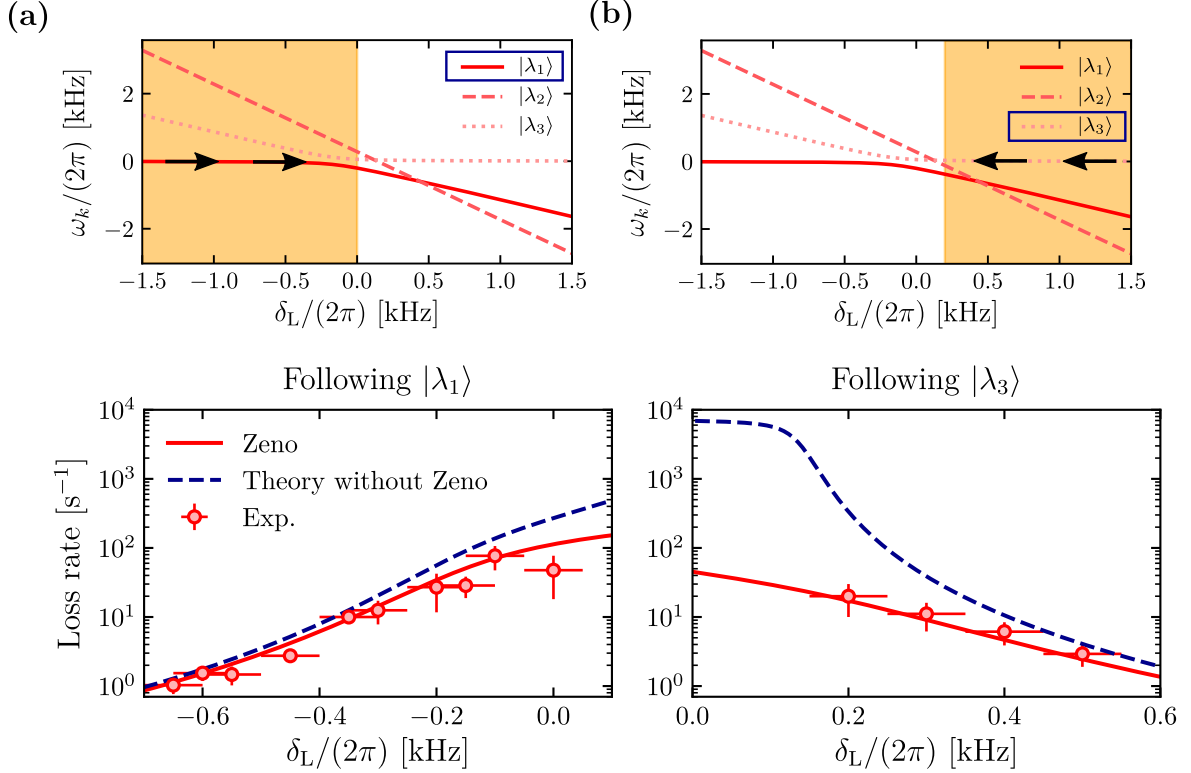 (a)
ω_k/(2π) [kHz]
2
0
−2
|λ₁⟩
|λ₂⟩
|λ₃⟩
−1.5 −1.0 −0.5 0.0 0.5 1.0 1.5
δ_L/(2π) [kHz]
(b)
ω_k/(2π) [kHz]
2
0
−2
|λ₁⟩
|λ₂⟩
|λ₃⟩
−1.5 −1.0 −0.5 0.0 0.5 1.0 1.5
δ_L/(2π) [kHz]
Following |λ₁⟩
Loss rate [s⁻¹]
10⁴
10³
10²
10¹
10⁰
Zeno
Theory without Zeno
Exp.
−0.6 −0.4 −0.2 0.0
δ_L/(2π) [kHz]
Following |λ₃⟩
10⁴
10³
10²
10¹
10⁰
0.0 0.2 0.4 0.6
δ_L/(2π) [kHz]